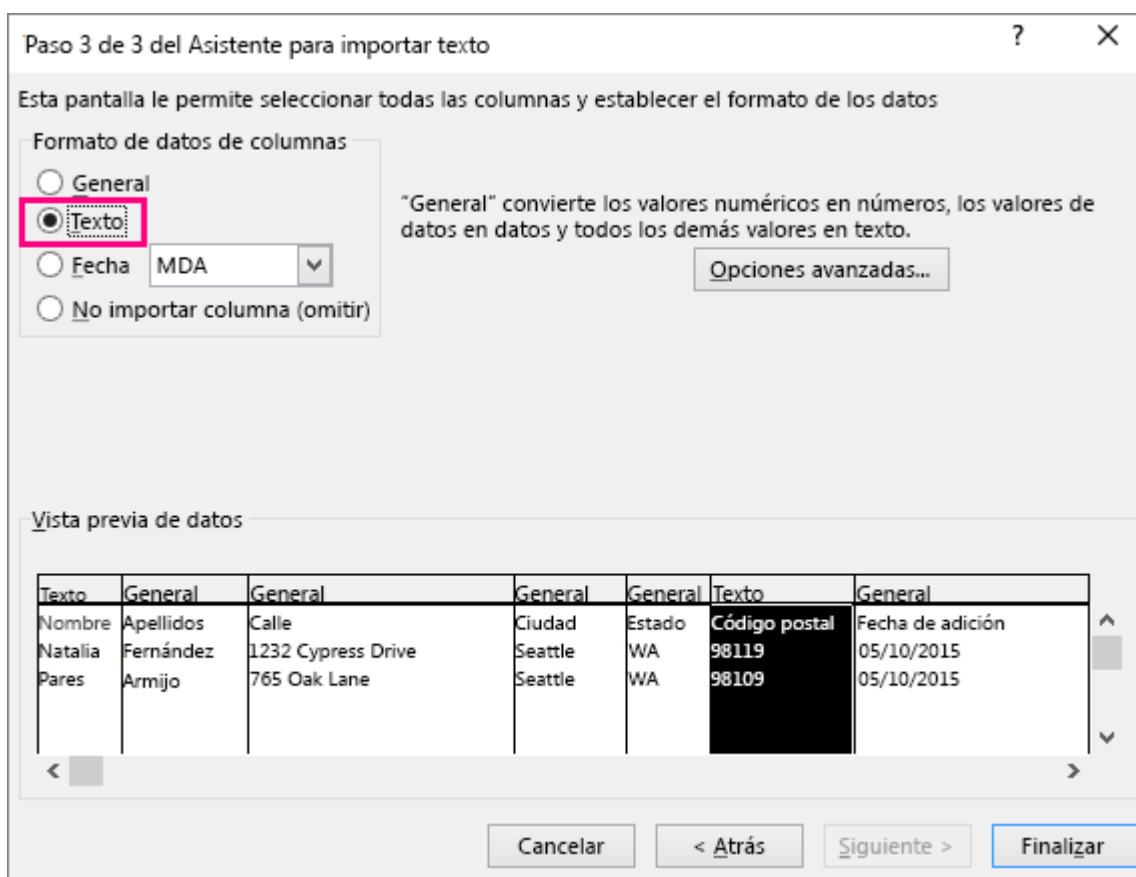 Paso 3 de 3 del Asistente para importar texto
?
Esta pantalla le permite seleccionar todas las columnas y establecer el formato de los datos
Formato de datos de columnas
General
Texto
Fecha MDA
No importar columna (omitir)
"General" convierte los valores numéricos en números, los valores de
datos en datos y todos los demás valores en texto.
Opciones avanzadas...
Vista previa de datos
Texto General General General General Texto General
Nombre Apellidos Calle Ciudad Estado Código postal Fecha de adición
Natalia Fernández 1232 Cypress Drive Seattle WA 98119 05/10/2015
Pares Armijo 765 Oak Lane Seattle WA 98109 05/10/2015
Cancelar < Atrás Siguiente > Finalizar